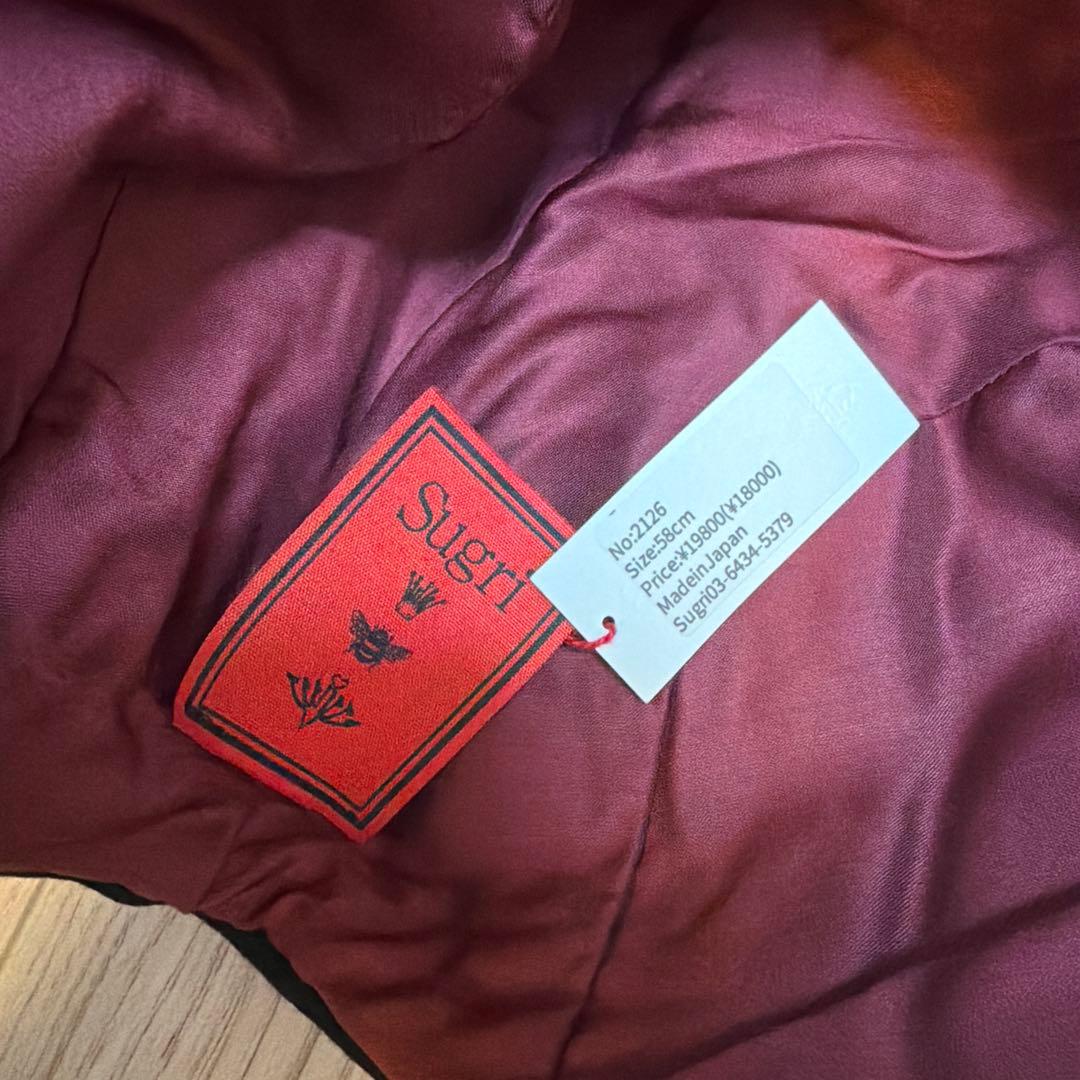 Sugri
No:2126
Size:58cm
Price:¥19800(¥18000)
MadeinJapan
Sugri03-6434-5379